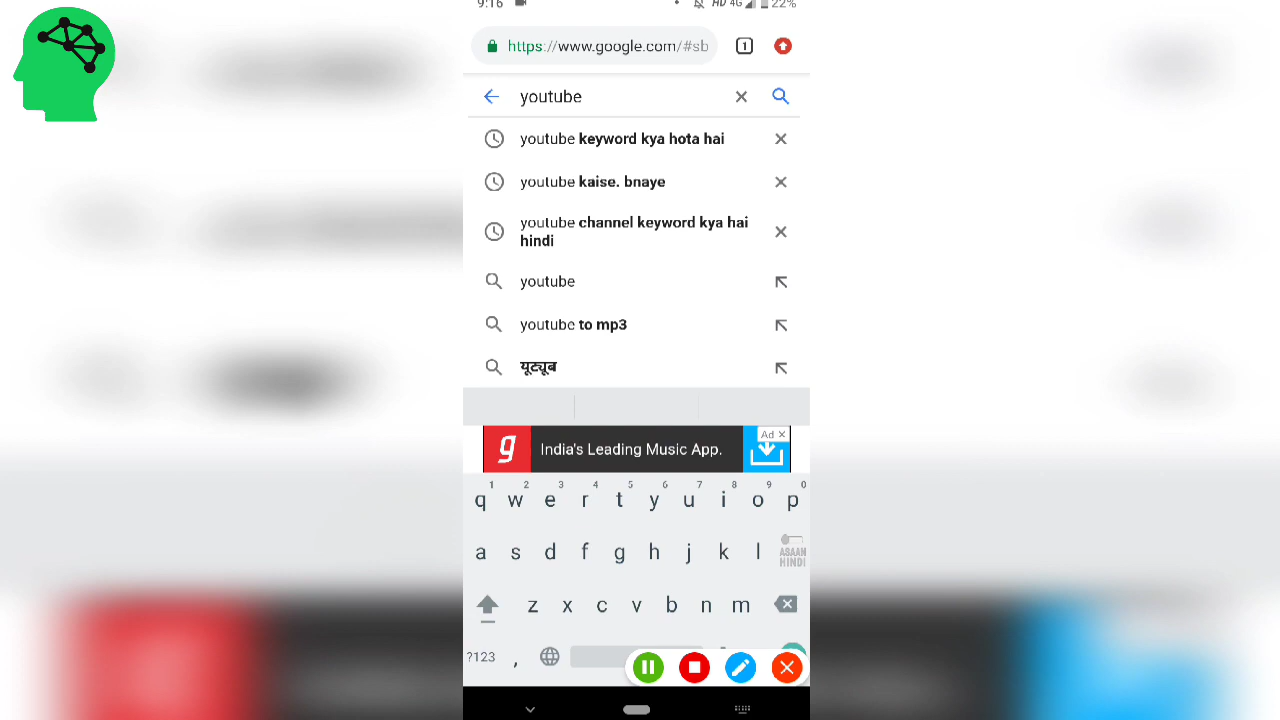 9:16
HD 4G 22%
https://www.google.com/#sb
1
youtube
youtube keyword kya hota hai
youtube kaise. bnaye
youtube channel keyword kya hai
hindi
youtube
youtube to mp3
यूट्यूब
g India's Leading Music App.
Ad
1 2 3 4 5 6 7 8 9 0
q w e r t y u i o p
a s d f g h j k l
ASAAN
HINDI
z x c v b n m
?123 ,